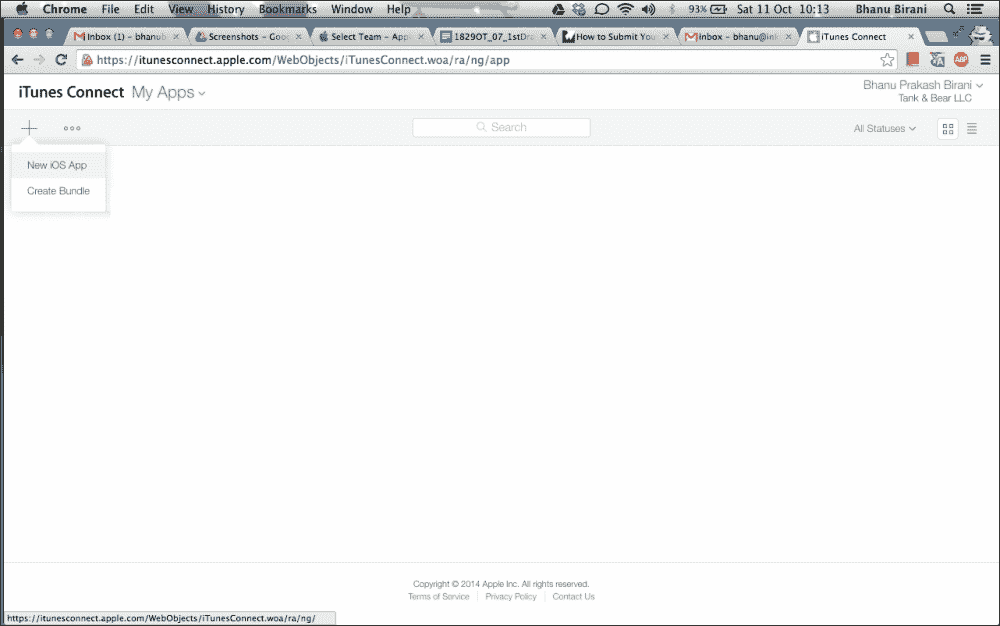 Chrome File Edit View History Bookmarks Window Help 93% Sat 11 Oct 10:13 Bhanu Birani
Inbox (1) – bhanub Screenshots – Goo Select Team – App 1829OT_07_1stDra How to Submit You Inbox – bhanu@ink iTunes Connect
https://itunesconnect.apple.com/WebObjects/iTunesConnect.woa/ra/ng/app ABP
iTunes Connect My Apps
Bhanu Prakash Birani
Tank & Bear LLC
Search All Statuses
New iOS App
Create Bundle
Copyright © 2014 Apple Inc. All rights reserved.
Terms of Service Privacy Policy Contact Us
https://itunesconnect.apple.com/WebObjects/iTunesConnect.woa/ra/ng/